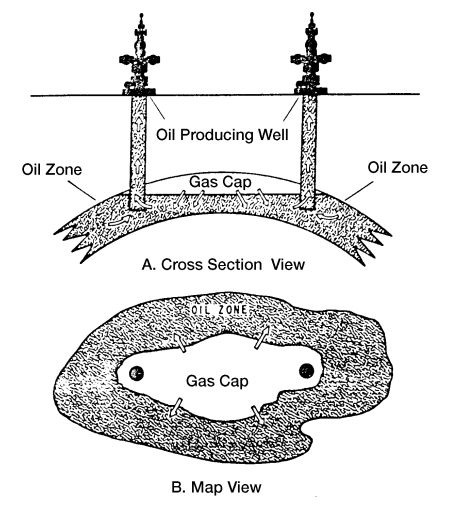 Oil Producing Well
Oil Zone
Gas Cap
Oil Zone
A. Cross Section View
OIL ZONE
Gas Cap
B. Map View